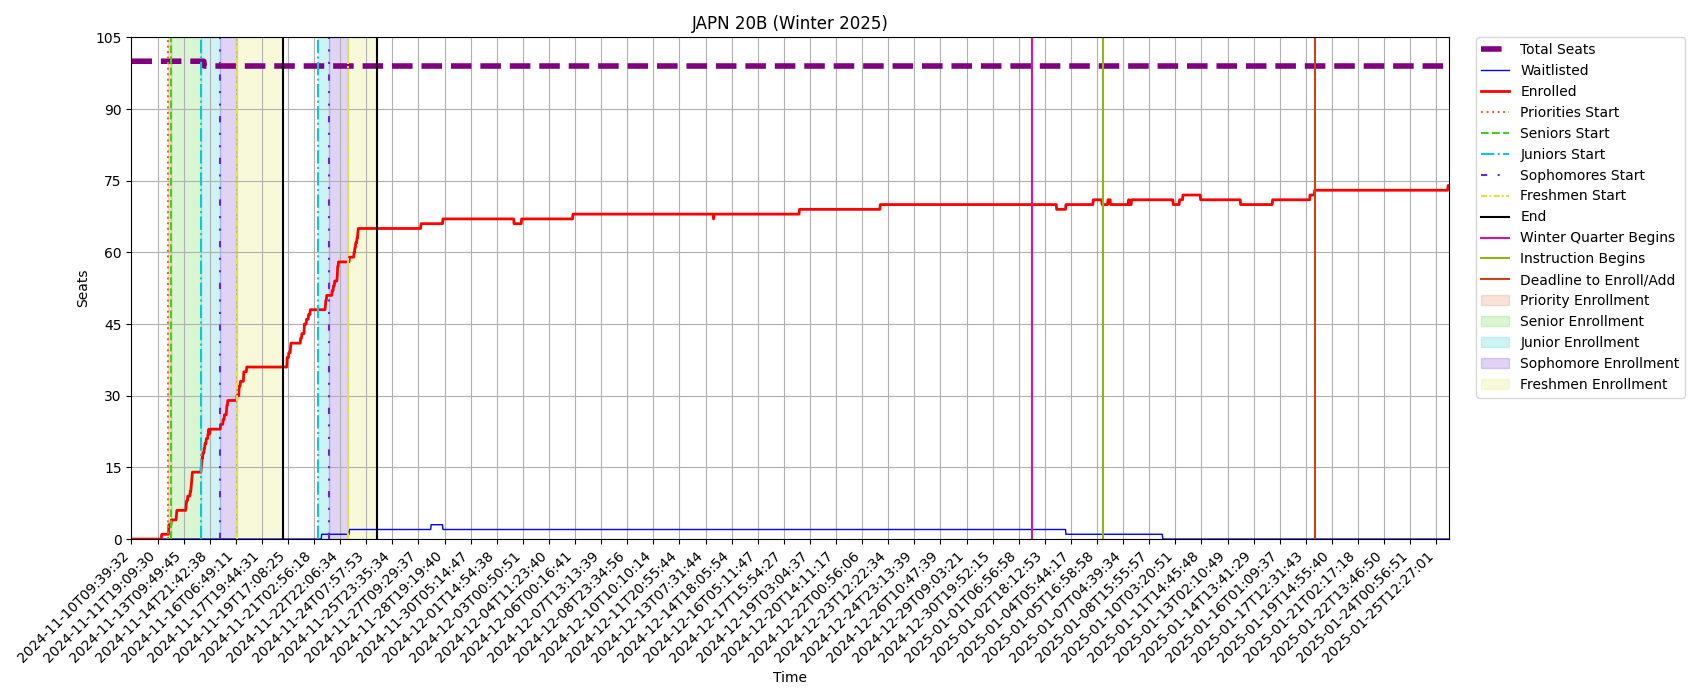 JAPN 20B (Winter 2025)
105
90
75
60
45
30
15
0
Seats
2024-11-10T09:39:32
2024-11-11T19:09:30
2024-11-13T09:49:45
2024-11-14T21:42:38
2024-11-16T06:49:11
2024-11-17T19:44:31
2024-11-19T17:08:25
2024-11-21T02:56:18
2024-11-22T22:06:34
2024-11-24T07:57:53
2024-11-25T23:35:34
2024-11-27T09:29:37
2024-11-28T19:19:40
2024-11-30T05:14:47
2024-12-01T14:54:38
2024-12-03T00:50:51
2024-12-04T11:23:40
2024-12-06T00:16:41
2024-12-07T13:13:39
2024-12-08T23:34:56
2024-12-10T10:10:14
2024-12-11T20:55:44
2024-12-13T07:31:44
2024-12-14T18:05:54
2024-12-16T05:11:47
2024-12-17T15:54:27
2024-12-19T03:04:37
2024-12-20T14:11:17
2024-12-22T00:56:06
2024-12-23T12:22:34
2024-12-24T23:13:39
2024-12-26T10:47:39
2024-12-29T09:03:21
2024-12-30T19:52:15
2025-01-01T06:56:58
2025-01-02T18:12:53
2025-01-04T05:44:17
2025-01-05T16:58:58
2025-01-07T04:39:34
2025-01-08T15:55:57
2025-01-10T03:20:51
2025-01-11T14:45:48
2025-01-13T02:10:49
2025-01-14T13:41:29
2025-01-16T01:09:37
2025-01-17T12:31:43
2025-01-19T14:55:40
2025-01-21T02:17:18
2025-01-22T13:46:50
2025-01-24T00:56:51
2025-01-25T12:27:01
Time
Total Seats
Waitlisted
Enrolled
Priorities Start
Seniors Start
Juniors Start
Sophomores Start
Freshmen Start
End
Winter Quarter Begins
Instruction Begins
Deadline to Enroll/Add
Priority Enrollment
Senior Enrollment
Junior Enrollment
Sophomore Enrollment
Freshmen Enrollment